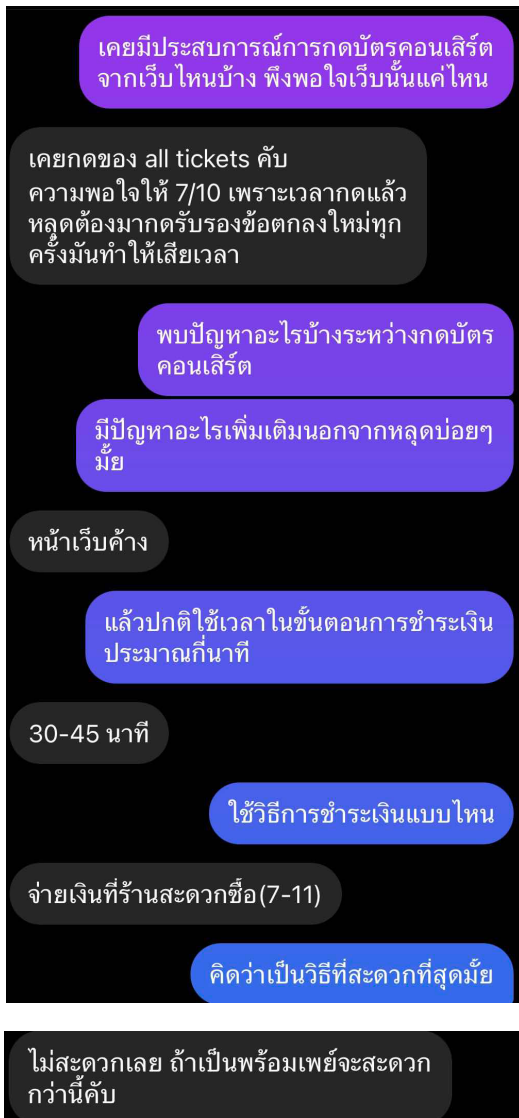 เคยมีประสบการณ์การกดบัตรคอนเสิร์ต
จากเว็บไหนบ้าง พึงพอใจเว็บนั้นแค่ไหน
เคยกดของ all tickets คับ
ความพอใจให้ 7/10 เพราะเวลากดแล้ว
หลุดต้องมากดรับรองข้อตกลงใหม่ทุก
ครั้งมันทำให้เสียเวลา
พบปัญหาอะไรบ้างระหว่างกดบัตร
คอนเสิร์ต
มีปัญหาอะไรเพิ่มเติมนอกจากหลุดบ่อยๆ
มั้ย
หน้าเว็บค้าง
แล้วปกติใช้เวลาในขั้นตอนการชำระเงิน
ประมาณกี่นาที
30-45 นาที
ใช้วิธีการชำระเงินแบบไหน
จ่ายเงินที่ร้านสะดวกซื้อ(7-11)
คิดว่าเป็นวิธีที่สะดวกที่สุดมั้ย
ไม่สะดวกเลย ถ้าเป็นพร้อมเพย์จะสะดวก
กว่านี้คับ